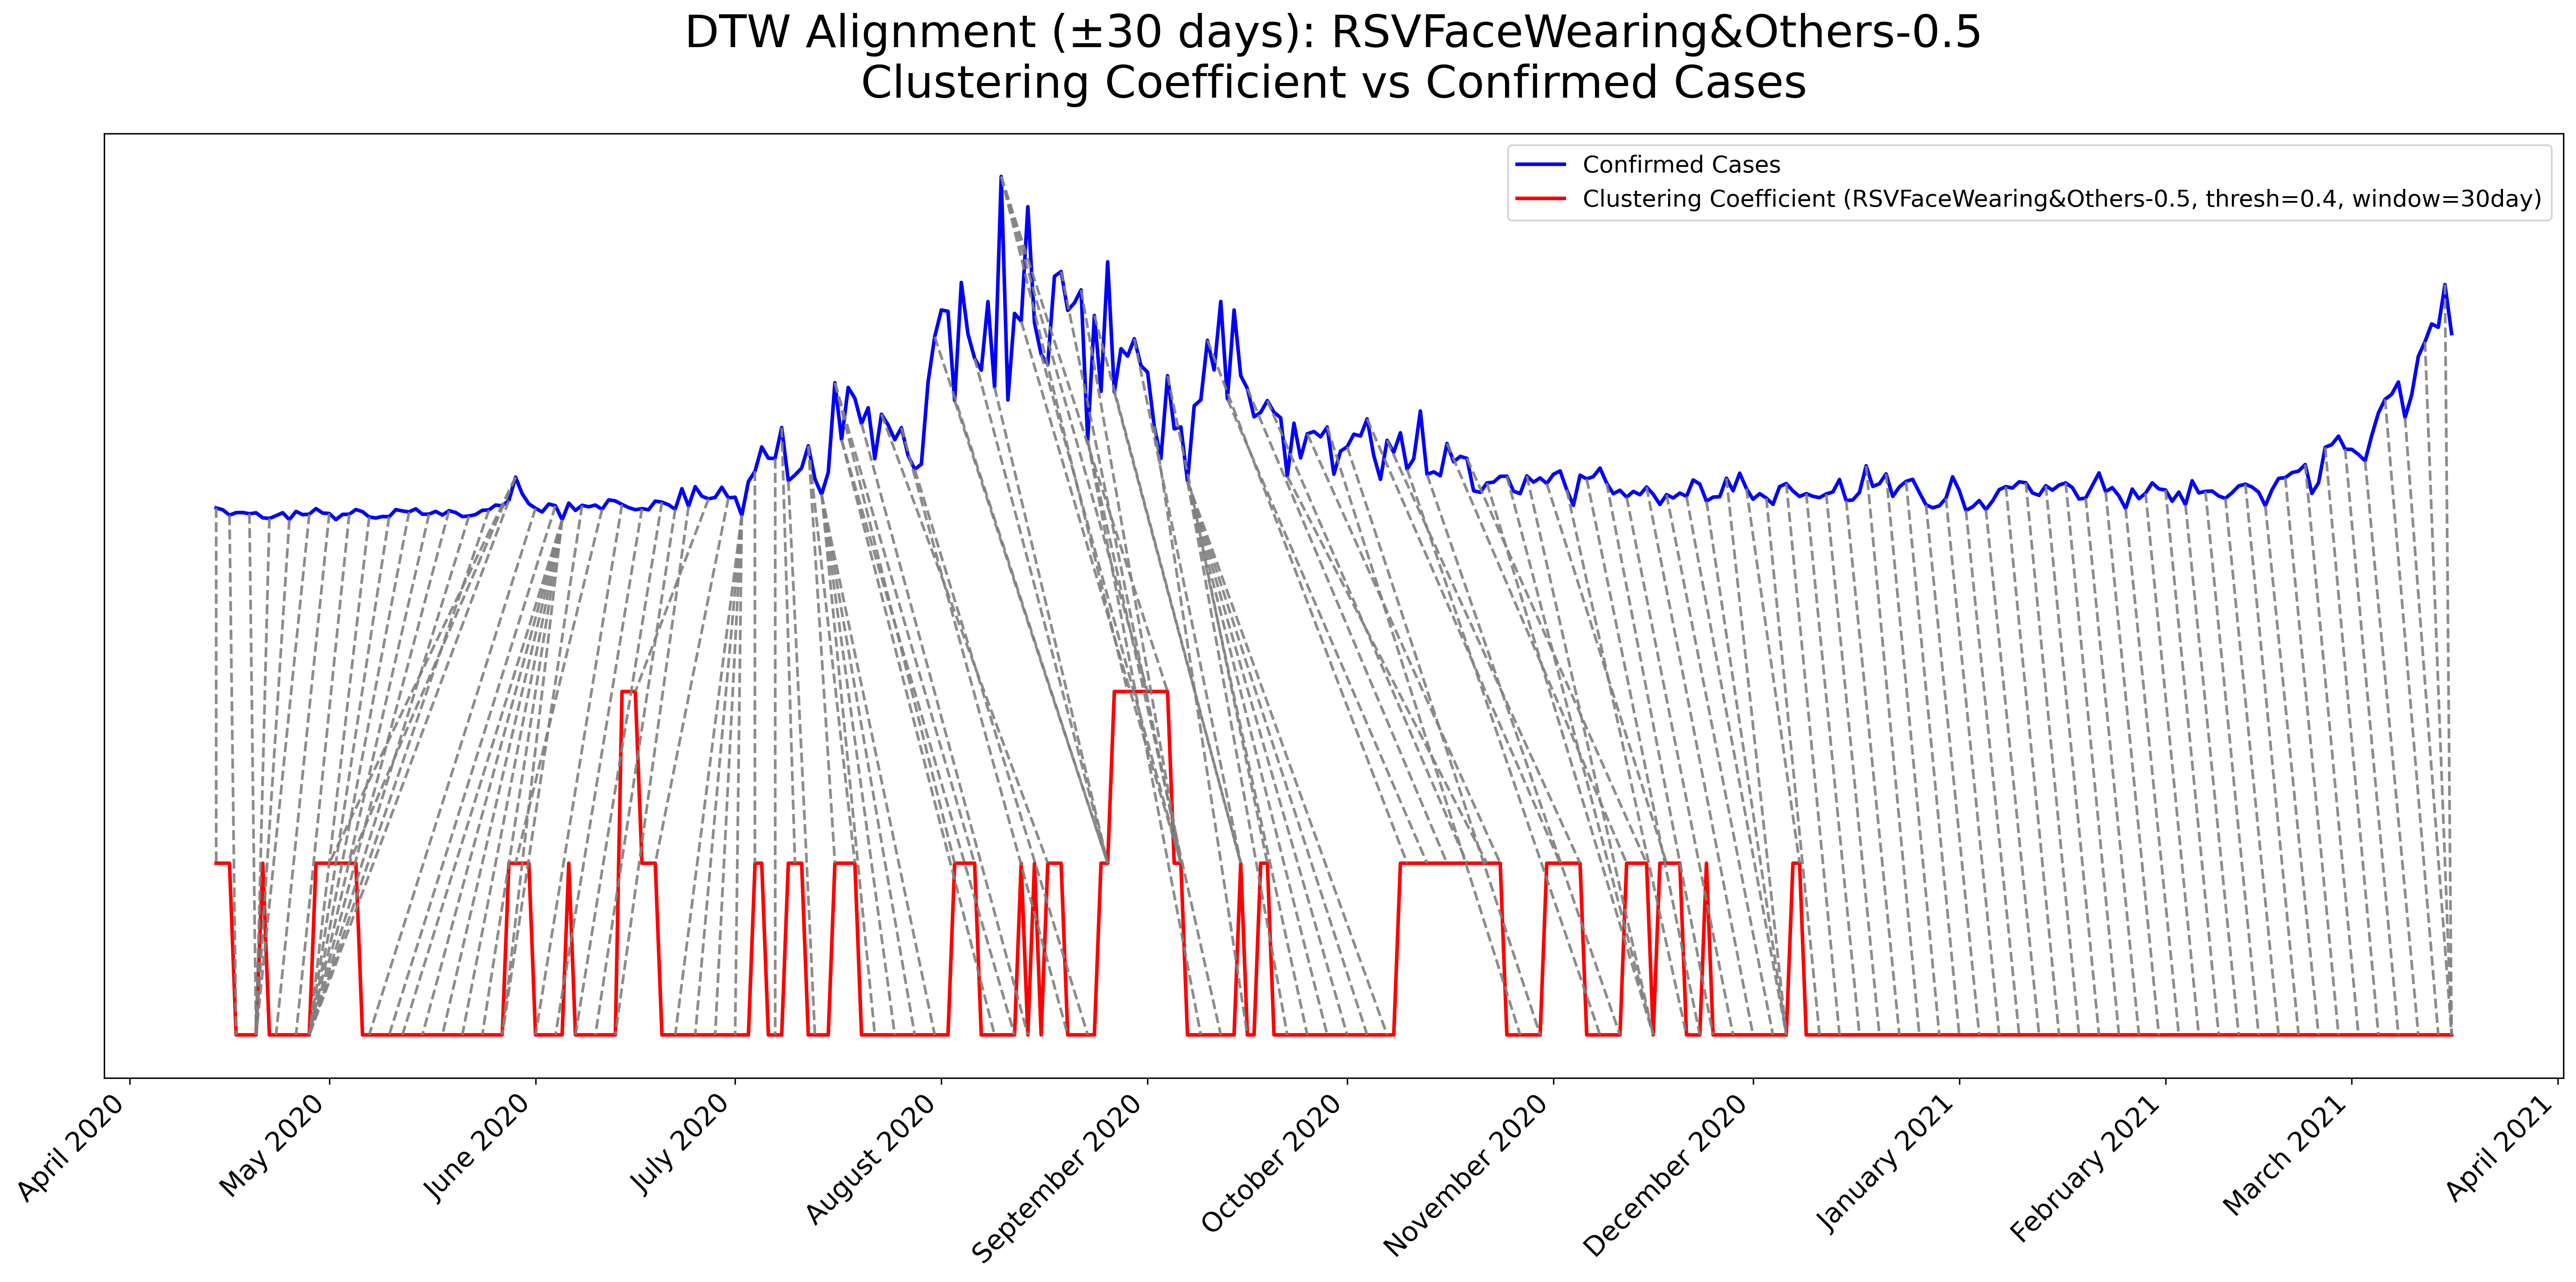 DTW Alignment (±30 days): RSVFaceWearing&Others-0.5
Clustering Coefficient vs Confirmed Cases
Confirmed Cases
Clustering Coefficient (RSVFaceWearing&Others-0.5, thresh=0.4, window=30day)
April 2020
May 2020
June 2020
July 2020
August 2020
September 2020
October 2020
November 2020
December 2020
January 2021
February 2021
March 2021
April 2021